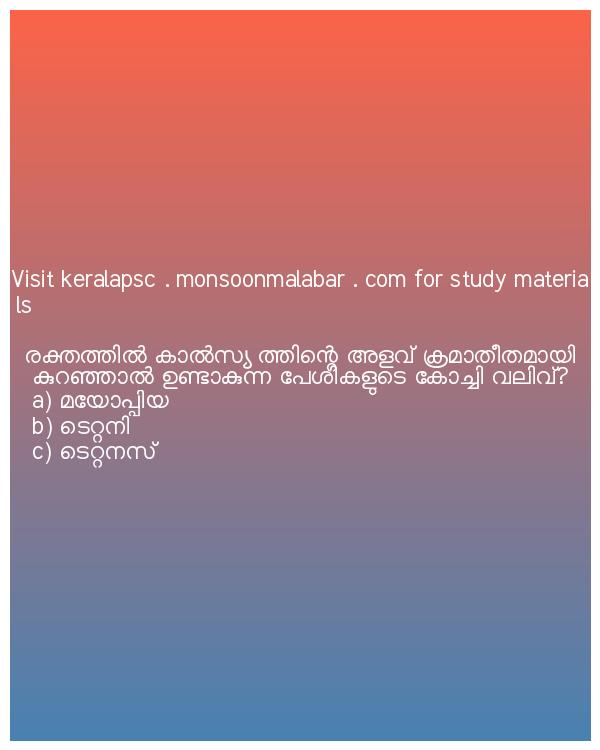 Visit keralapsc . monsoonmalabar . com for study materia
ls
രക്തത്തിൽ കാൽസ്യ ത്തിന്റെ അളവ് ക്രമാതീതമായി
കുറഞ്ഞാൽ ഉണ്ടാകുന്ന പേശികളുടെ കോച്ചി വലിവ്?
a) മയോപ്പിയ
b) ടെറ്റനി
c) ടെറ്റനസ്